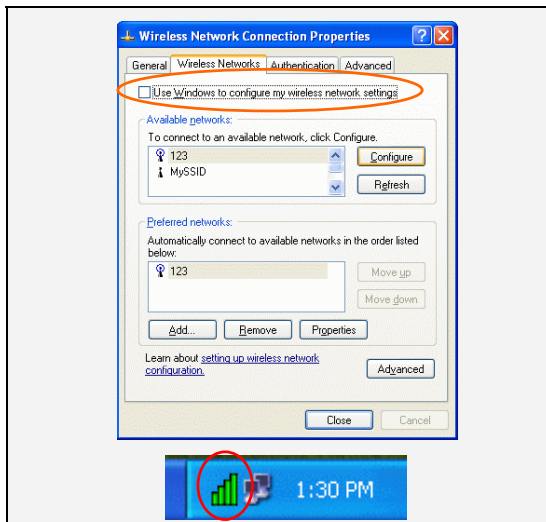 Wireless Network Connection Properties
General Wireless Networks Authentication Advanced
Use Windows to configure my wireless network settings
Available networks:
To connect to an available network, click Configure.
123
Configure
MySSID
Refresh
Preferred networks:
Automatically connect to available networks in the order listed
below:
123
Move up
Move down
Add... Remove Properties
Learn about setting up wireless network
configuration.
Advanced
Close Cancel
1:30 PM